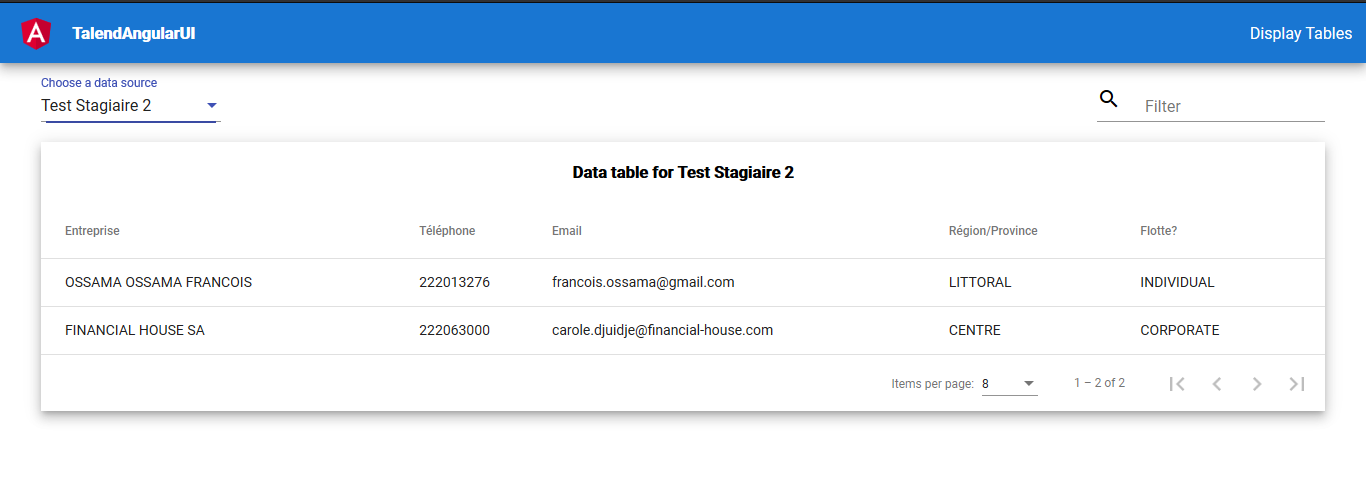 TalendAngularUI Display Tables
Choose a data source
Test Stagiaire 2 Filter
Data table for Test Stagiaire 2
Entreprise Téléphone Email Région/Province Flotte?
OSSAMA OSSAMA FRANCOIS 222013276 francois.ossama@gmail.com LITTORAL INDIVIDUAL
FINANCIAL HOUSE SA 222063000 carole.djuidje@financial-house.com CENTRE CORPORATE
Items per page: 8 1 – 2 of 2